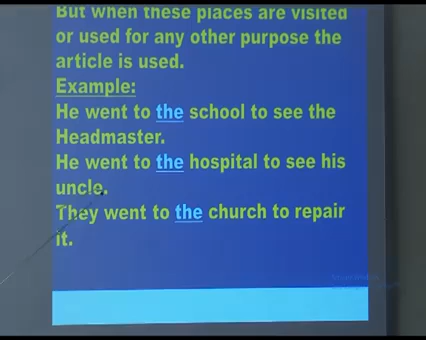 But when these places are visited
or used for any other purpose the
article is used.
Example:
He went to the school to see the
Headmaster.
He went to the hospital to see his
uncle.
They went to the church to repair
it.